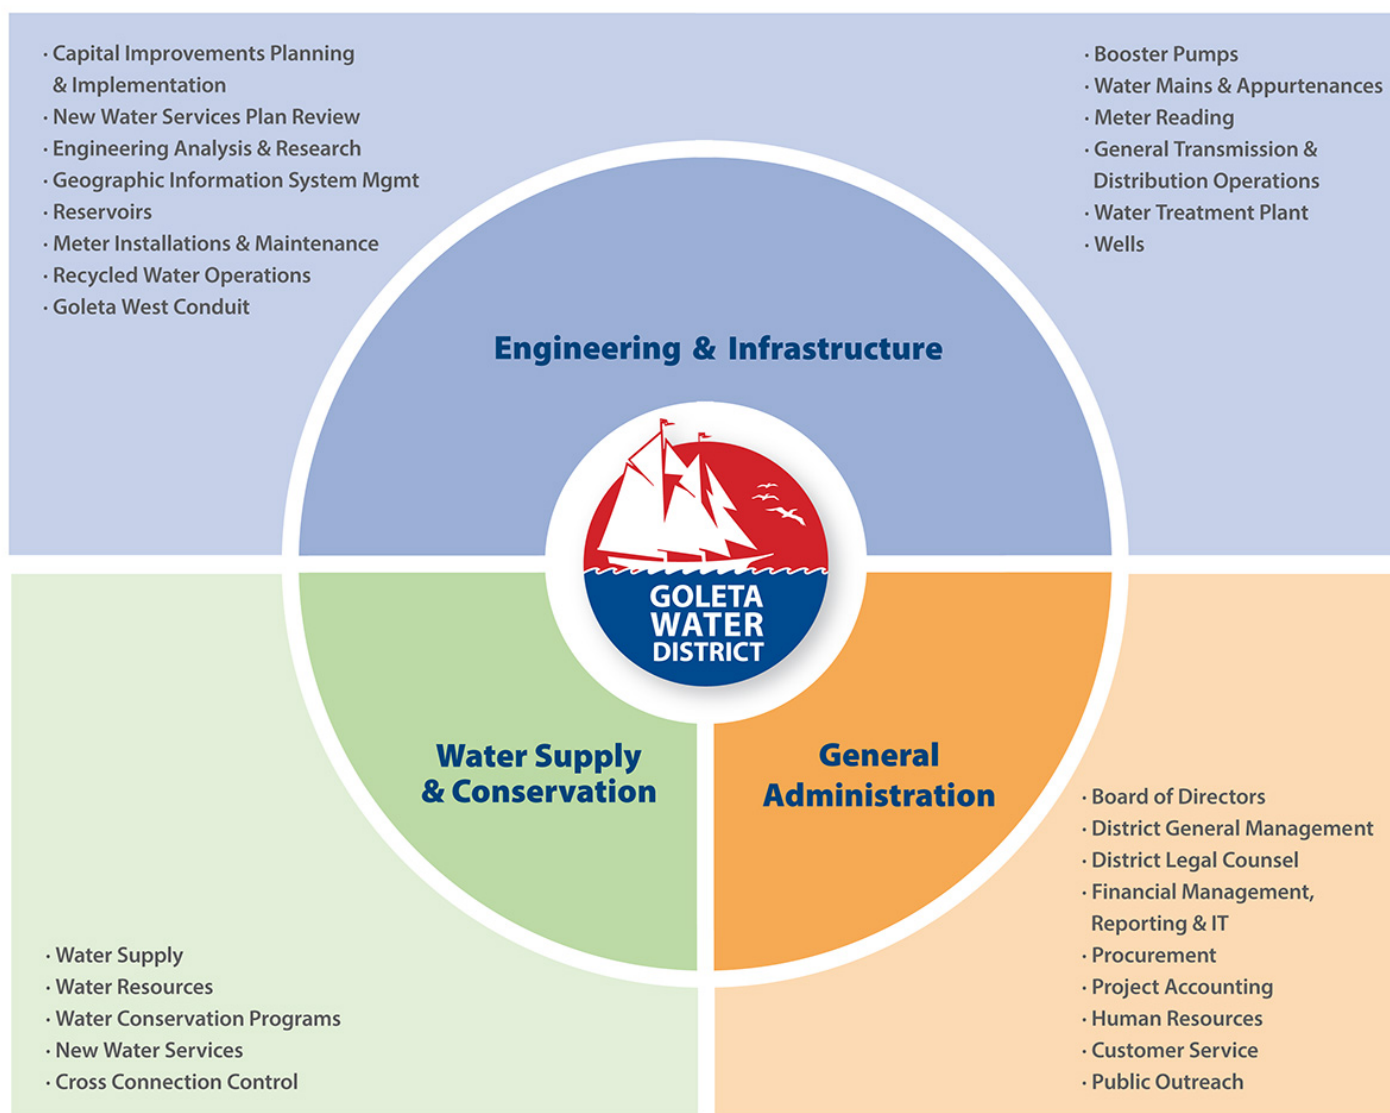 · Capital Improvements Planning
& Implementation
· New Water Services Plan Review
· Engineering Analysis & Research
· Geographic Information System Mgmt
· Reservoirs
· Meter Installations & Maintenance
· Recycled Water Operations
· Goleta West Conduit
· Booster Pumps
· Water Mains & Appurtenances
· Meter Reading
· General Transmission &
Distribution Operations
· Water Treatment Plant
· Wells
Engineering & Infrastructure
GOLETA
WATER
DISTRICT
Water Supply
& Conservation
General
Administration
· Water Supply
· Water Resources
· Water Conservation Programs
· New Water Services
· Cross Connection Control
· Board of Directors
· District General Management
· District Legal Counsel
· Financial Management,
Reporting & IT
· Procurement
· Project Accounting
· Human Resources
· Customer Service
· Public Outreach